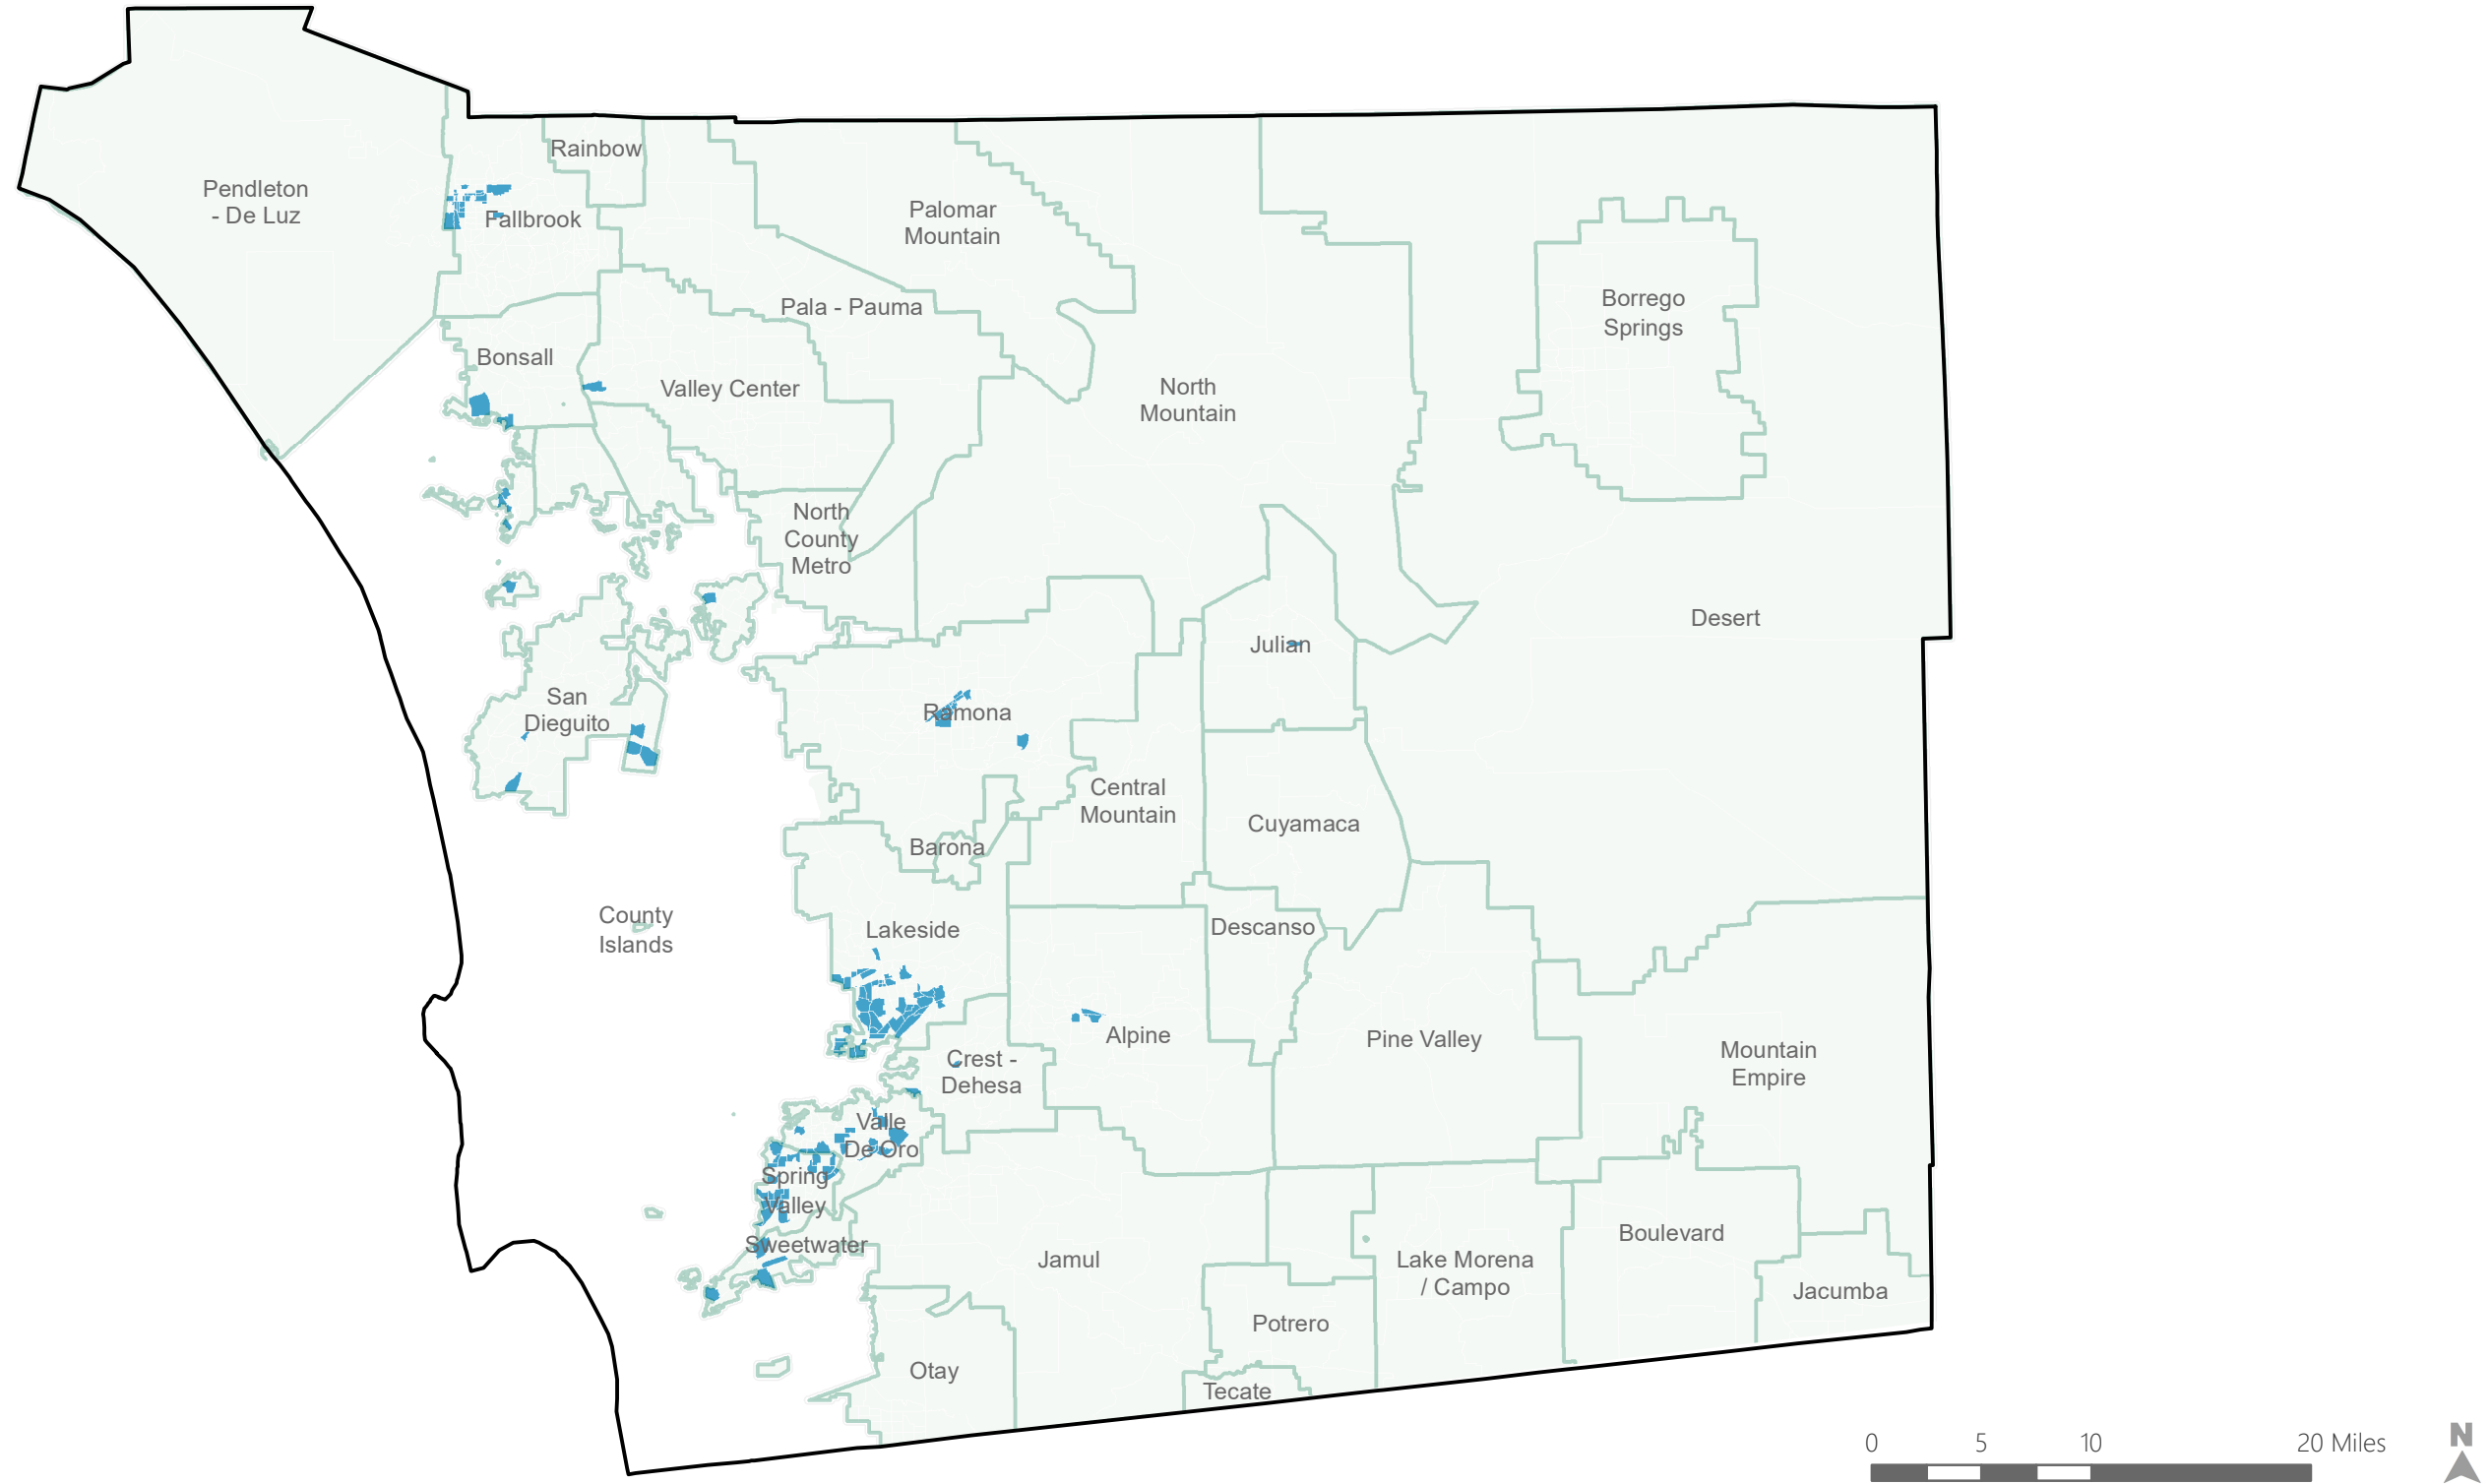 Rainbow
Pendleton
- De Luz
Fallbrook
Palomar
Mountain
Borrego
Springs
Pala - Pauma
Bonsall
Valley Center
North
Mountain
North
County
Metro
Desert
Julian
San
Dieguito
Ramona
Central
Mountain
Cuyamaca
Barona
County
Islands
Lakeside
Descanso
Alpine
Pine Valley
Mountain
Empire
Crest -
Dehesa
Valle
De Oro
Spring
Valley
Sweetwater
Jamul
Lake Morena
/ Campo
Boulevard
Jacumba
Potrero
Otay
Tecate
0 5 10 20 Miles
N